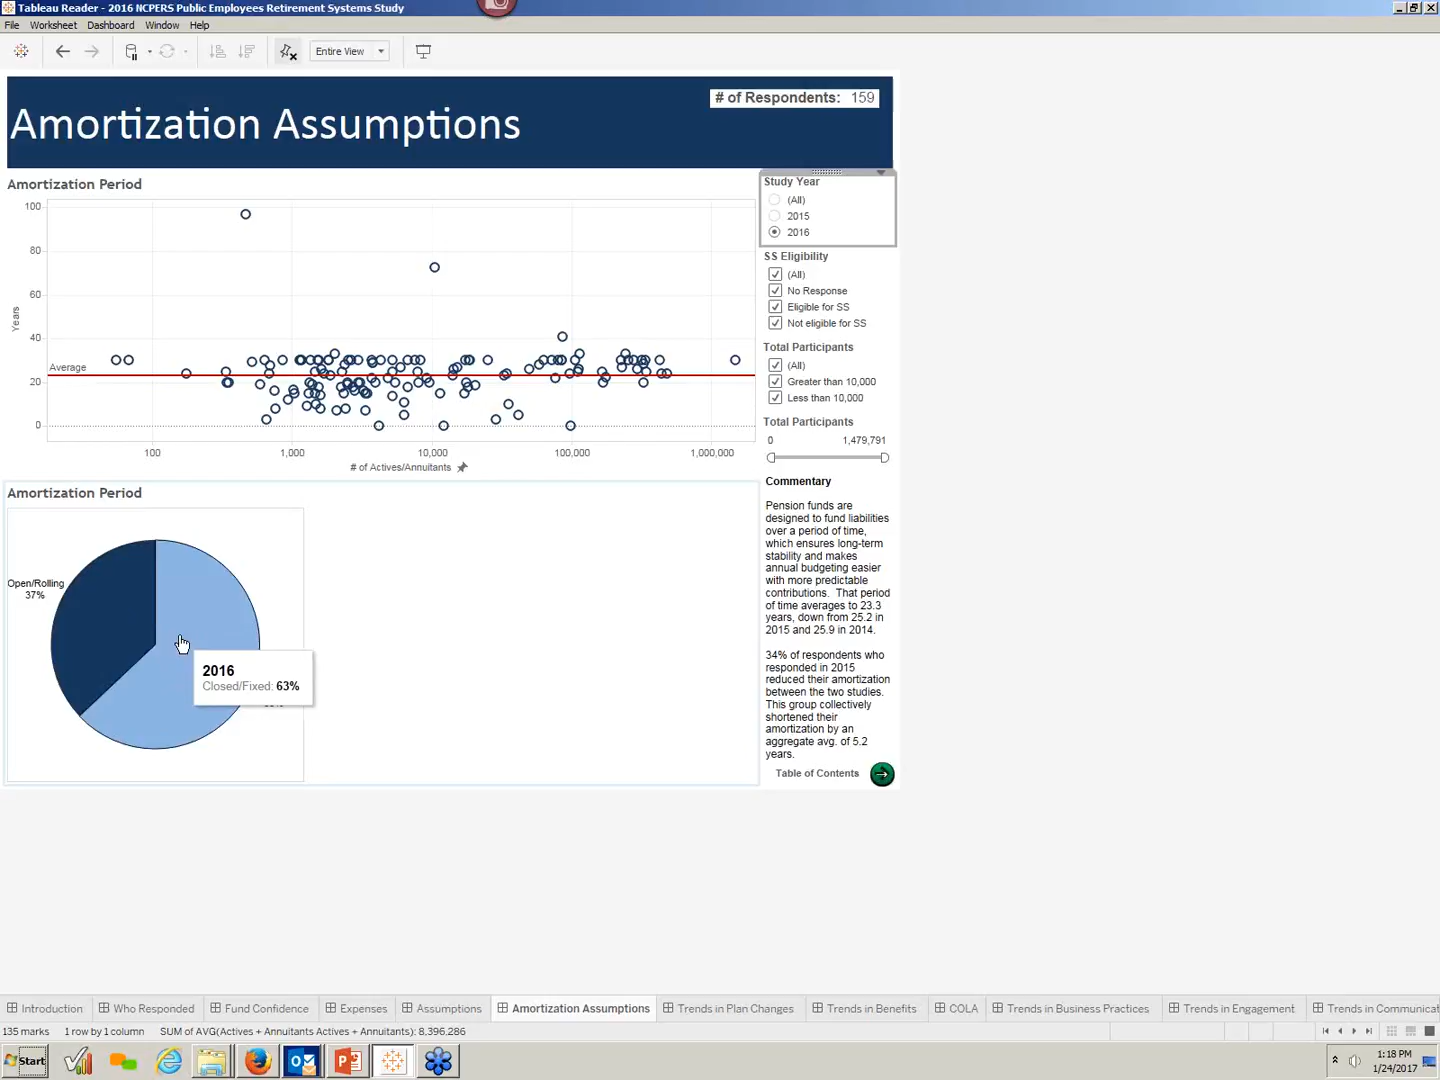 Tableau Reader - 2016 NCPERS Public Employees Retirement Systems Study
File Worksheet Dashboard Window Help
Entire View
Amortization Assumptions
# of Respondents: 159
Amortization Period
100
80
60
40
20
0
Years
Average
100 1,000 10,000 100,000 1,000,000
# of Actives/Annuitants
Study Year
(All)
2015
2016
SS Eligibility
(All)
No Response
Eligible for SS
Not eligible for SS
Total Participants
(All)
Greater than 10,000
Less than 10,000
Total Participants
0 1,479,791
Amortization Period
Open/Rolling
37%
2016
Closed/Fixed: 63%
Commentary
Pension funds are
designed to fund liabilities
over a period of time,
which ensures long-term
stability and makes
annual budgeting easier
with more predictable
contributions. That period
of time averages to 23.3
years, down from 25.2 in
2015 and 25.9 in 2014.
34% of respondents who
responded in 2015
reduced their amortization
between the two studies.
This group collectively
shortened their
amortization by an
aggregate avg. of 5.2
years.
Table of Contents
Introduction Who Responded Fund Confidence Expenses Assumptions Amortization Assumptions Trends in Plan Changes Trends in Benefits COLA Trends in Business Practices Trends in Engagement Trends in Communicat
135 marks 1 row by 1 column SUM of AVG(Actives + Annuitants Actives + Annuitants): 8,396,286
Start
1:18 PM
1/24/2017